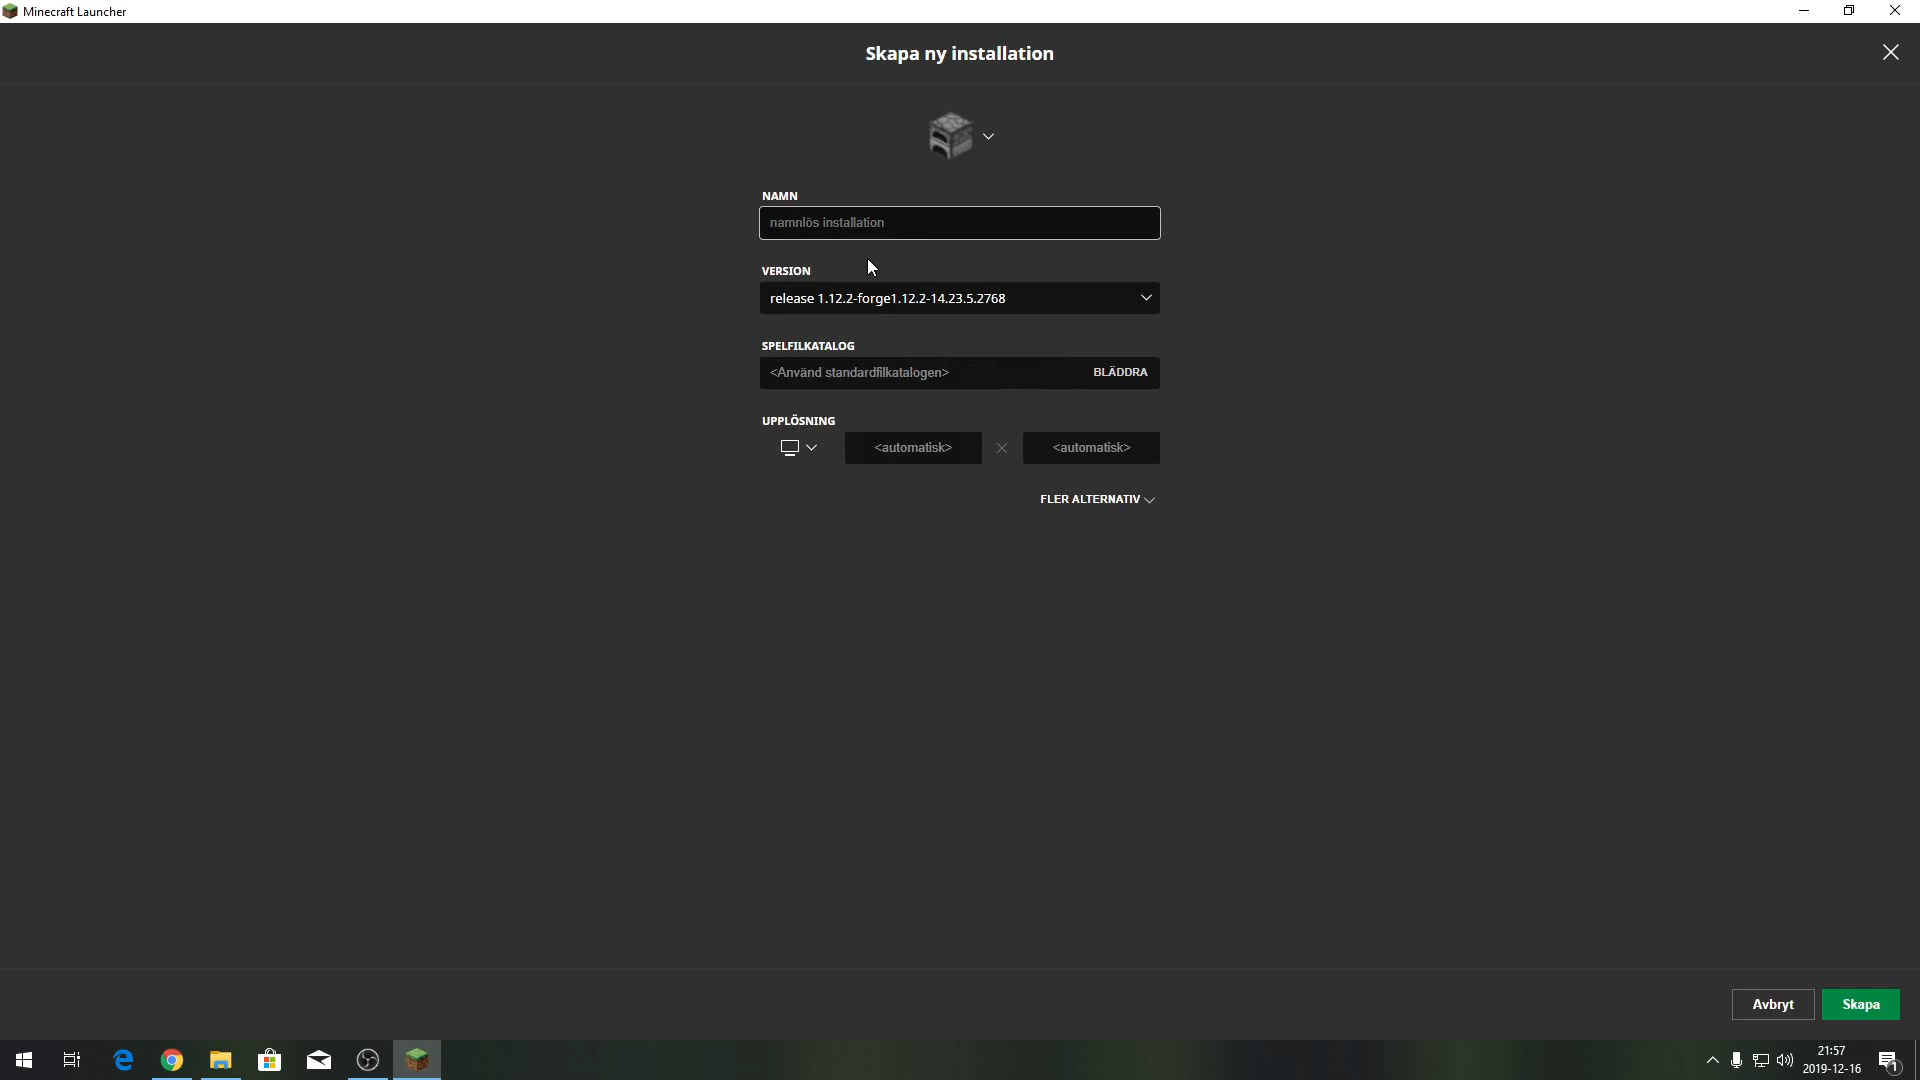 Minecraft Launcher
Skapa ny installation
NAMN
namnlös installation
VERSION
release 1.12.2-forge1.12.2-14.23.5.2768
SPELFILKATALOG
<Använd standardfilkatalogen> BLÄDDRA
UPPLÖSNING
<automatisk> <automatisk>
FLER ALTERNATIV
Avbryt Skapa
21:57
2019-12-16
1